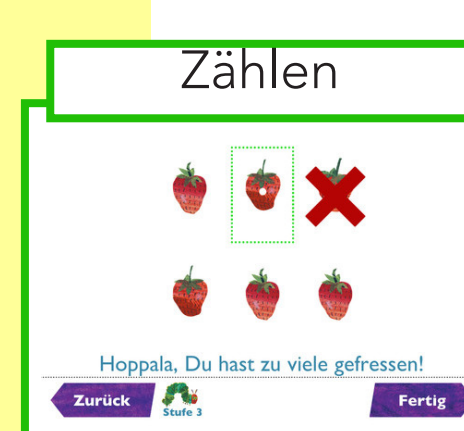 Zählen
Hoppala, Du hast zu viele gefressen!
Zurück
Stufe 3
Fertig